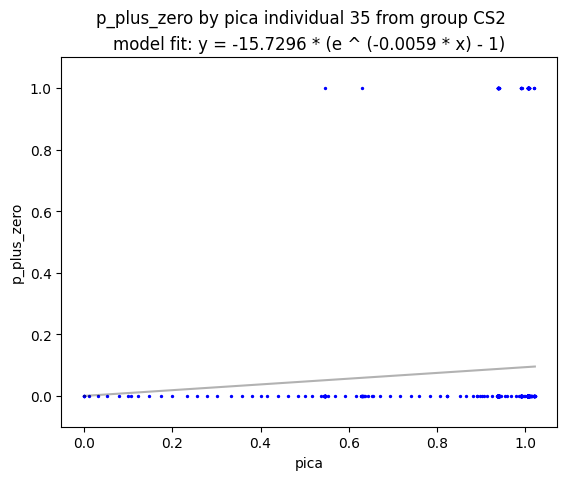 p_plus_zero by pica individual 35 from group CS2
model fit: y = -15.7296 * (e ^ (-0.0059 * x) - 1)
1.0
0.8
0.6
0.4
0.2
0.0
p_plus_zero
0.0 0.2 0.4 0.6 0.8 1.0
pica